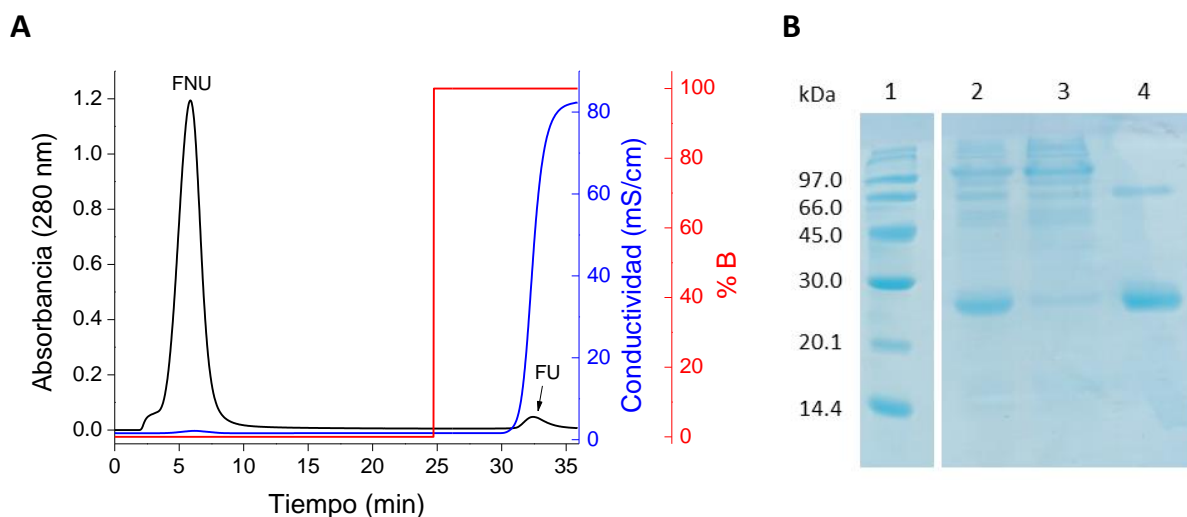 A
FNU
FU
1.2
1.0
0.8
0.6
0.4
0.2
0.0
Absorbancia (280 nm)
0 5 10 15 20 25 30 35
Tiempo (min)
80
60
40
20
0
Conductividad (mS/cm)
100
80
60
40
20
0
% B
B
kDa 1 2 3 4
97.0
66.0
45.0
30.0
20.1
14.4